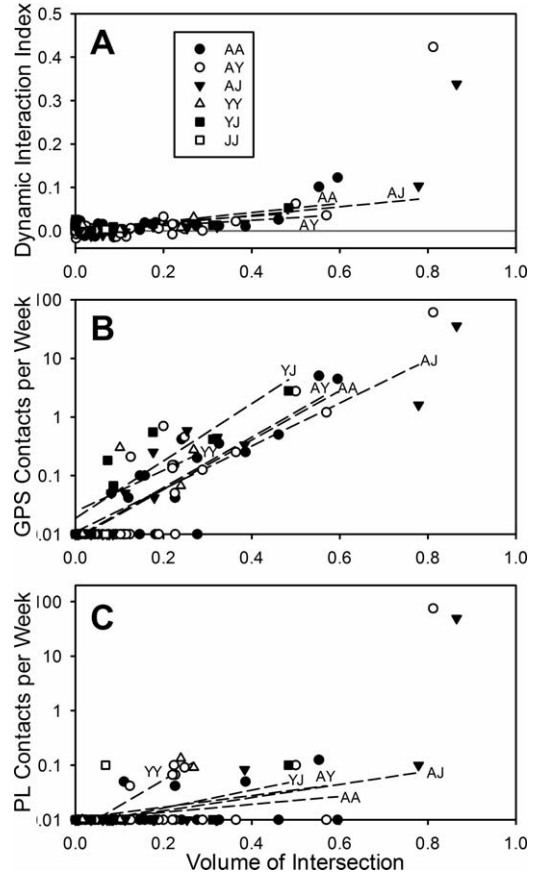 A
Dynamic Interaction Index
0.5
0.4
0.3
0.2
0.1
0.0
AA
AY
AJ
YY
YJ
JJ
AA
AJ
AY
0.0 0.2 0.4 0.6 0.8 1.0
B
GPS Contacts per Week
100
10
1
0.1
0.01
YJ
AY AA
AJ
YY
0.0 0.2 0.4 0.6 0.8 1.0
C
PL Contacts per Week
100
10
1
0.1
0.01
YY
YJ
AY
AJ
AA
0.0 0.2 0.4 0.6 0.8 1.0
Volume of Intersection